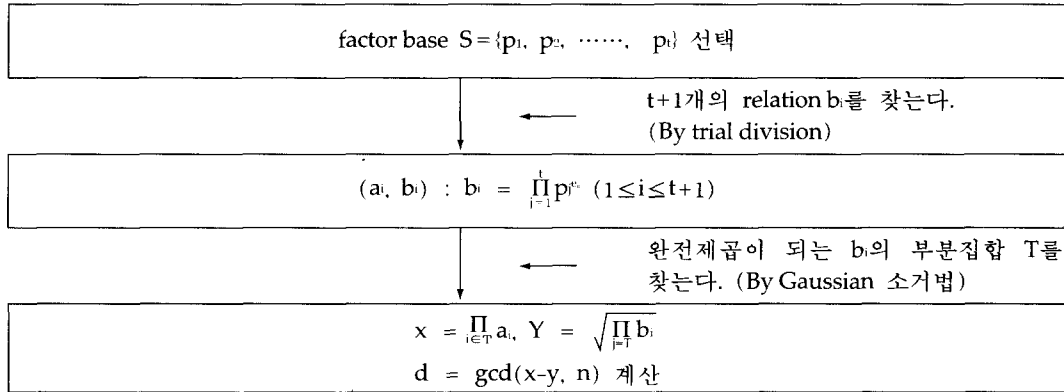 factor base S={p₁, p₂, ······, pₜ} 선택
t+1개의 relation bᵢ를 찾는다.
(By trial division)
(aᵢ, bᵢ) : bᵢ = ∏ⱼ₌₁ᵗ pⱼ^eᵢⱼ (1≤i≤t+1)
완전제곱이 되는 bᵢ의 부분집합 T를
찾는다. (By Gaussian 소거법)
x = ∏ᵢ∈T aᵢ, Y = √∏ⱼ₌T bᵢ
d = gcd(x-y, n) 계산